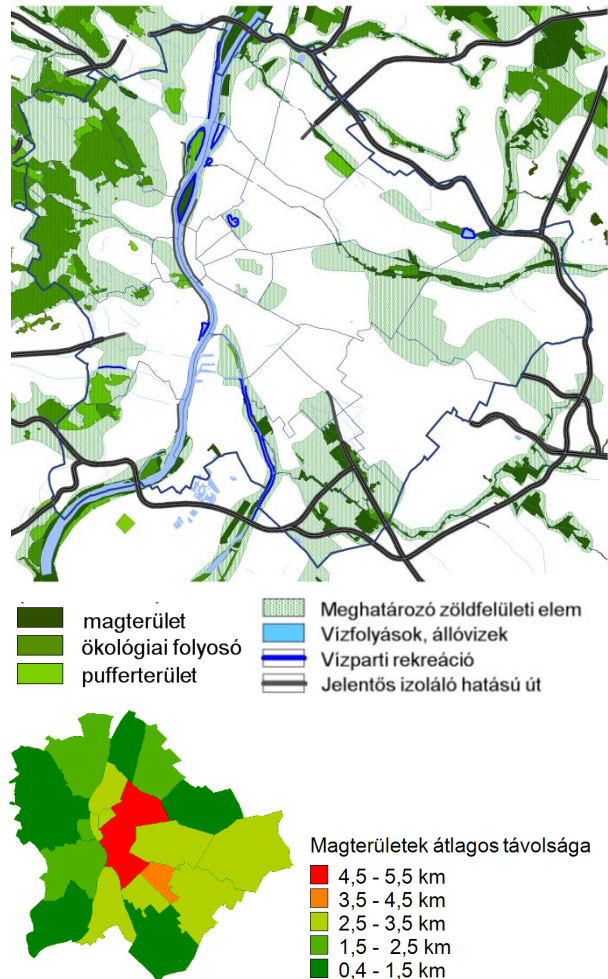 magterület
ökológiai folyosó
pufferterület
Meghatározó zöldfelületi elem
Vízfolyások, állóvizek
Vízparti rekreáció
Jelentős izoláló hatású út
Magterületek átlagos távolsága
4,5 - 5,5 km
3,5 - 4,5 km
2,5 - 3,5 km
1,5 - 2,5 km
0,4 - 1,5 km